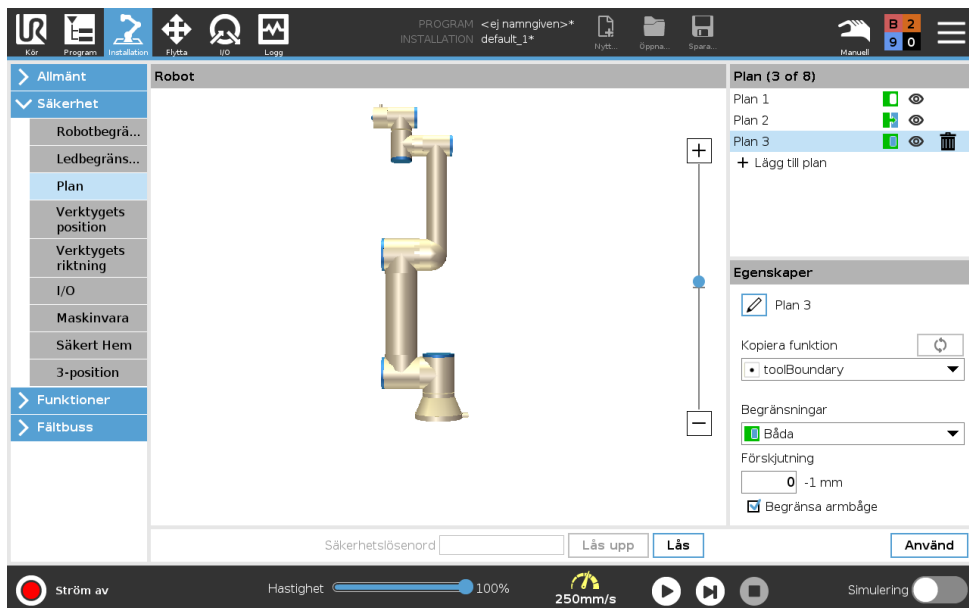 PROGRAM <ej namngiven>*
INSTALLATION default_1*
Kör Program Installation Flytta I/O Logg Nytt... Öppna... Spara... Manuell
B 2
9 0
Allmänt
Säkerhet
Robotbegrä...
Ledbegräns...
Plan
Verktygets
position
Verktygets
riktning
I/O
Maskinvara
Säkert Hem
3-position
Funktioner
Fältbuss
Robot
Säkerhetslösenord Lås upp Lås Använd
Plan (3 of 8)
Plan 1
Plan 2
Plan 3
+ Lägg till plan
Egenskaper
Plan 3
Kopiera funktion
toolBoundary
Begränsningar
Båda
Förskjutning
0 -1 mm
Begränsa armbåge
Ström av
Hastighet 100%
250mm/s
Simulering